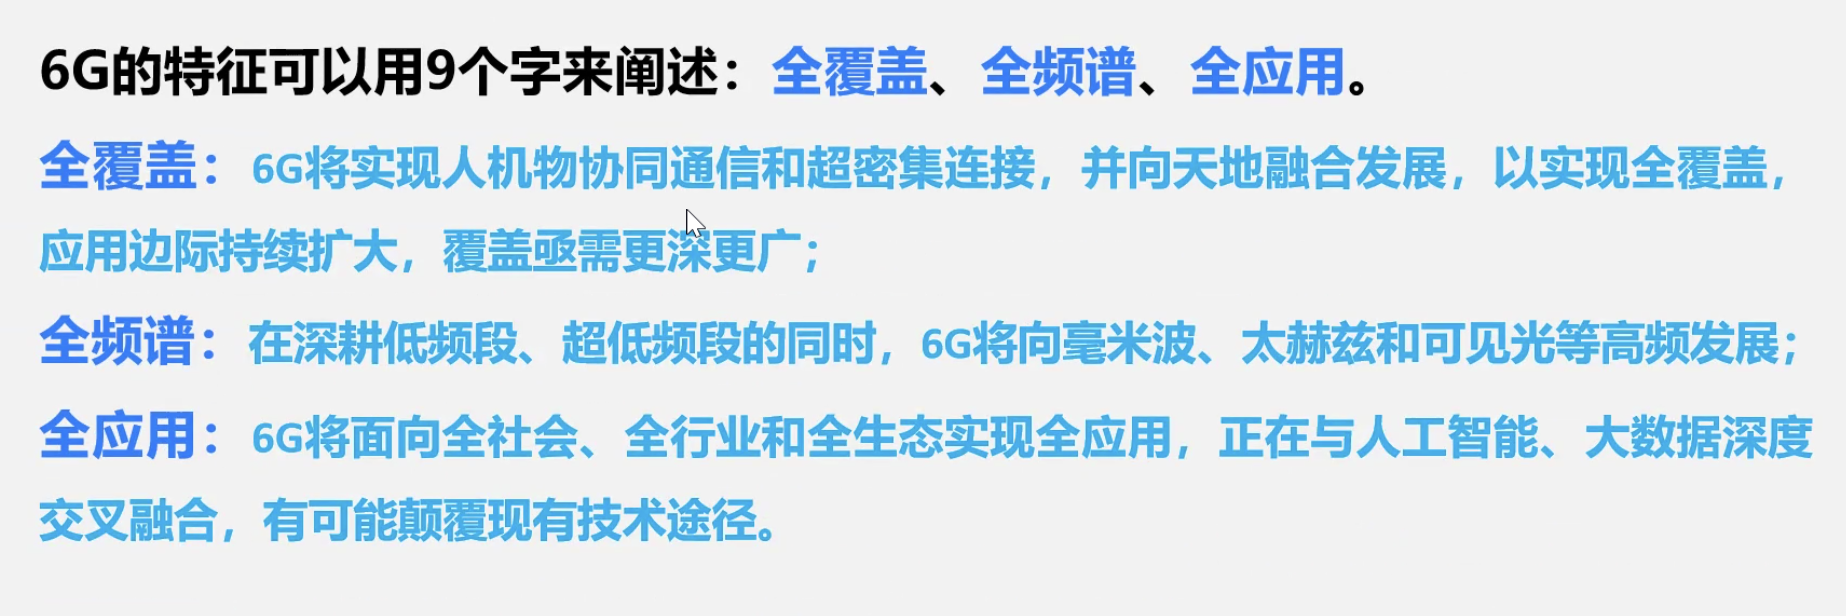 6G的特征可以用9个字来阐述：全覆盖、全频谱、全应用。
全覆盖：6G将实现人机物协同通信和超密集连接，并向天地融合发展，以实现全覆盖，
应用边际持续扩大，覆盖亟需更深更广；
全频谱：在深耕低频段、超低频段的同时，6G将向毫米波、太赫兹和可见光等高频发展；
全应用：6G将面向全社会、全行业和全生态实现全应用，正在与人工智能、大数据深度
交叉融合，有可能颠覆现有技术途径。